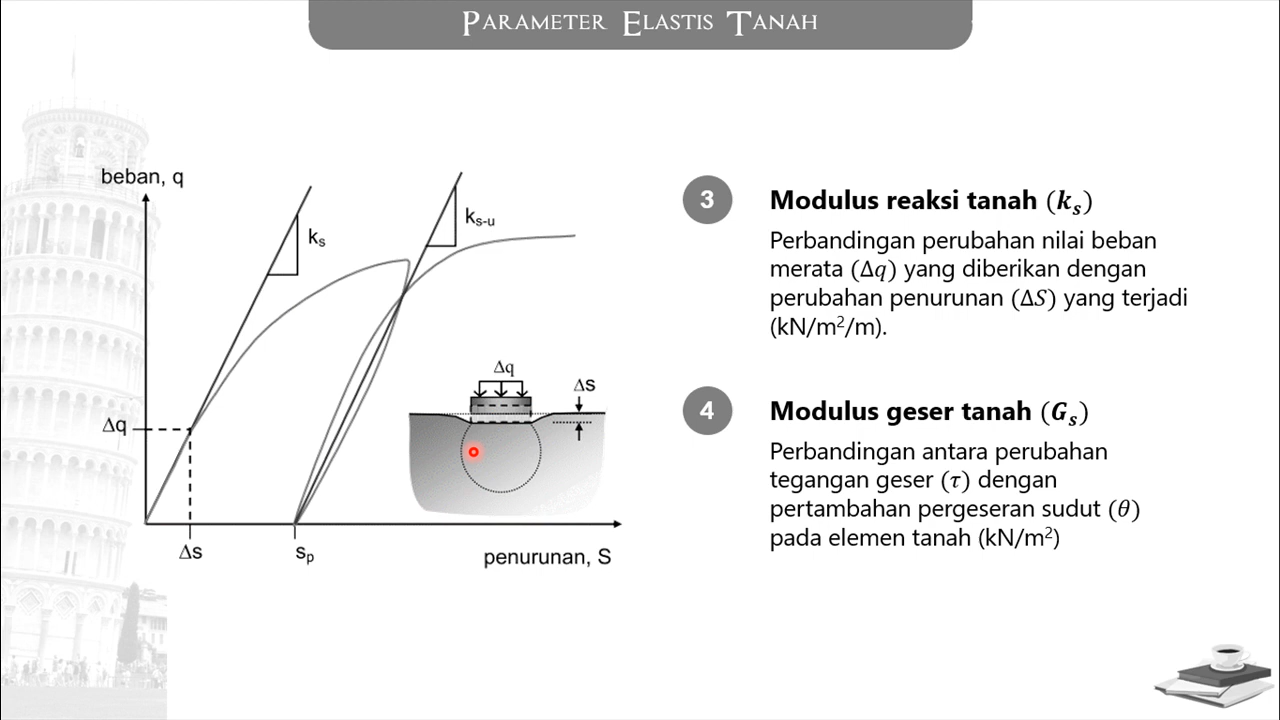 Parameter Elastis Tanah
beban, q
kₛ
kₛ₋ᵤ
Δq
Δs
Δq
Δs
sₚ
penurunan, S
3
Modulus reaksi tanah (kₛ)
Perbandingan perubahan nilai beban
merata (Δq) yang diberikan dengan
perubahan penurunan (ΔS) yang terjadi
(kN/m²/m).
4
Modulus geser tanah (Gₛ)
Perbandingan antara perubahan
tegangan geser (τ) dengan
pertambahan pergeseran sudut (θ)
pada elemen tanah (kN/m²)